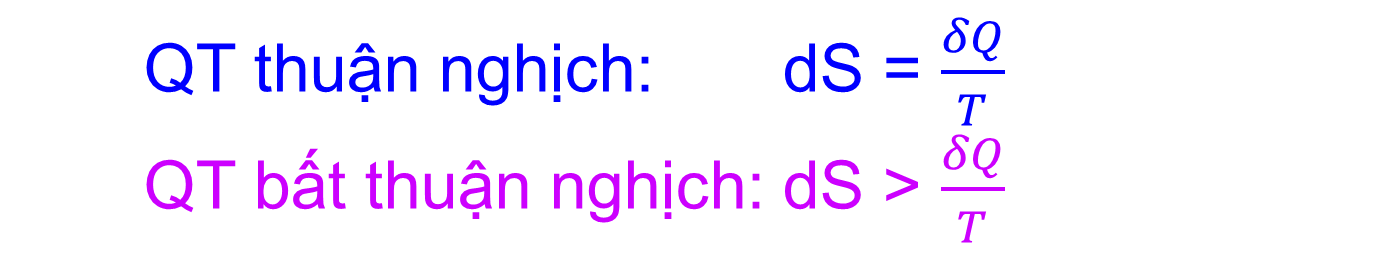 QT thuận nghịch: dS = δQ/T
QT bất thuận nghịch: dS > δQ/T